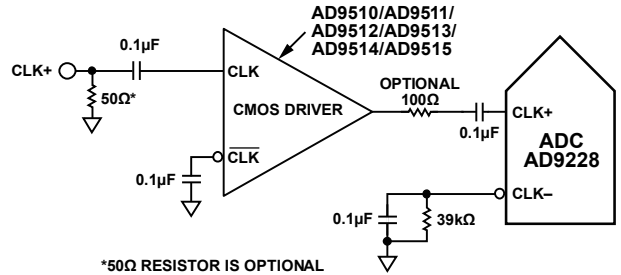 AD9510/AD9511/
AD9512/AD9513/
AD9514/AD9515
0.1µF
CLK+
CLK
50Ω*
CMOS DRIVER
OPTIONAL
100Ω
0.1µF
CLK+
ADC
AD9228
CLK
0.1µF
CLK–
0.1µF
39kΩ
*50Ω RESISTOR IS OPTIONAL